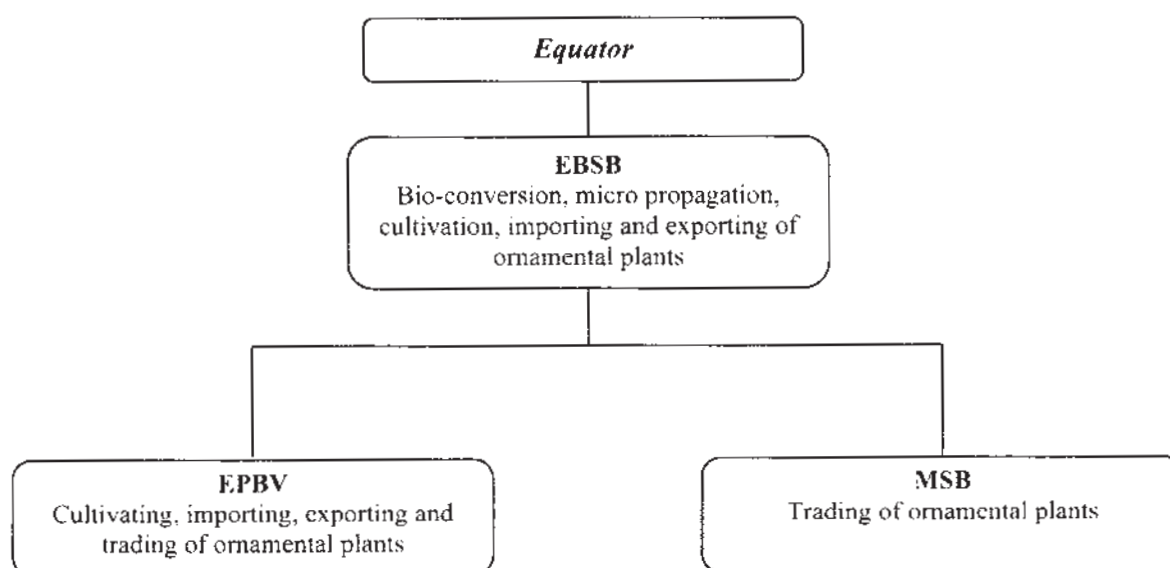 Equator
EBSB
Bio-conversion, micro propagation,
cultivation, importing and exporting of
ornamental plants
EPBV
Cultivating, importing, exporting and
trading of ornamental plants
MSB
Trading of ornamental plants